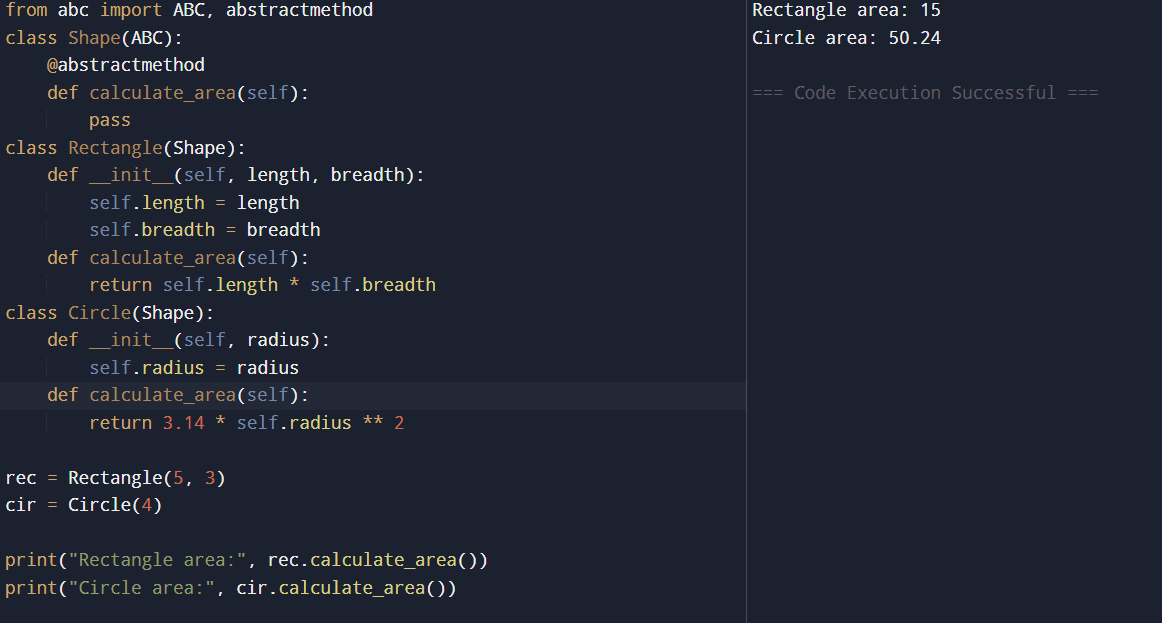 from abc import ABC, abstractmethod
class Shape(ABC):
    @abstractmethod
    def calculate_area(self):
        pass
class Rectangle(Shape):
    def __init__(self, length, breadth):
        self.length = length
        self.breadth = breadth
    def calculate_area(self):
        return self.length * self.breadth
class Circle(Shape):
    def __init__(self, radius):
        self.radius = radius
    def calculate_area(self):
        return 3.14 * self.radius ** 2

rec = Rectangle(5, 3)
cir = Circle(4)

print("Rectangle area:", rec.calculate_area())
print("Circle area:", cir.calculate_area())
Rectangle area: 15
Circle area: 50.24

=== Code Execution Successful ===